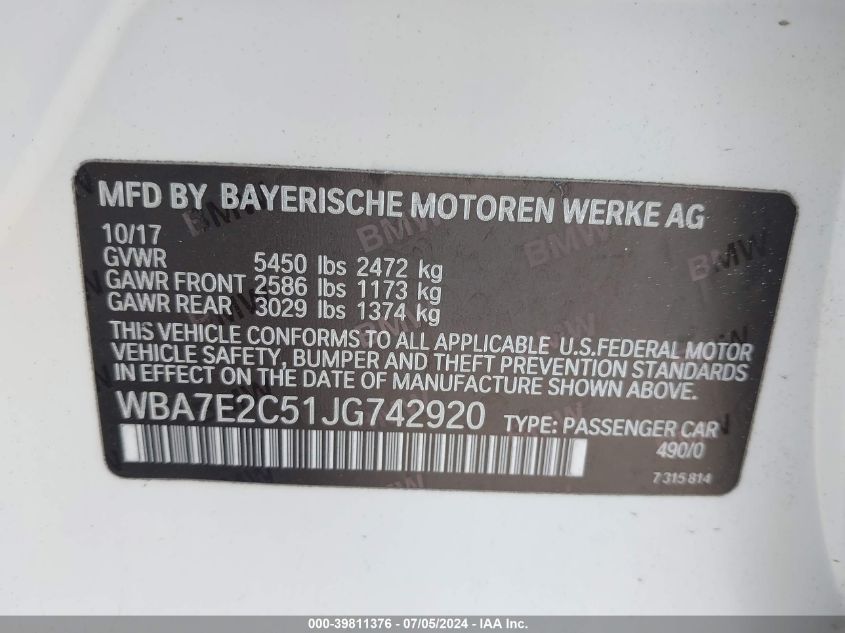 MFD BY BAYERISCHE MOTOREN WERKE AG
10/17
GVWR 5450 lbs 2472 kg
GAWR FRONT 2586 lbs 1173 kg
GAWR REAR 3029 lbs 1374 kg
THIS VEHICLE CONFORMS TO ALL APPLICABLE U.S.FEDERAL MOTOR
VEHICLE SAFETY, BUMPER AND THEFT PREVENTION STANDARDS
IN EFFECT ON THE DATE OF MANUFACTURE SHOWN ABOVE.
WBA7E2C51JG742920 TYPE: PASSENGER CAR
490/0
7 315 814
000-39811376 - 07/05/2024 - IAA Inc.